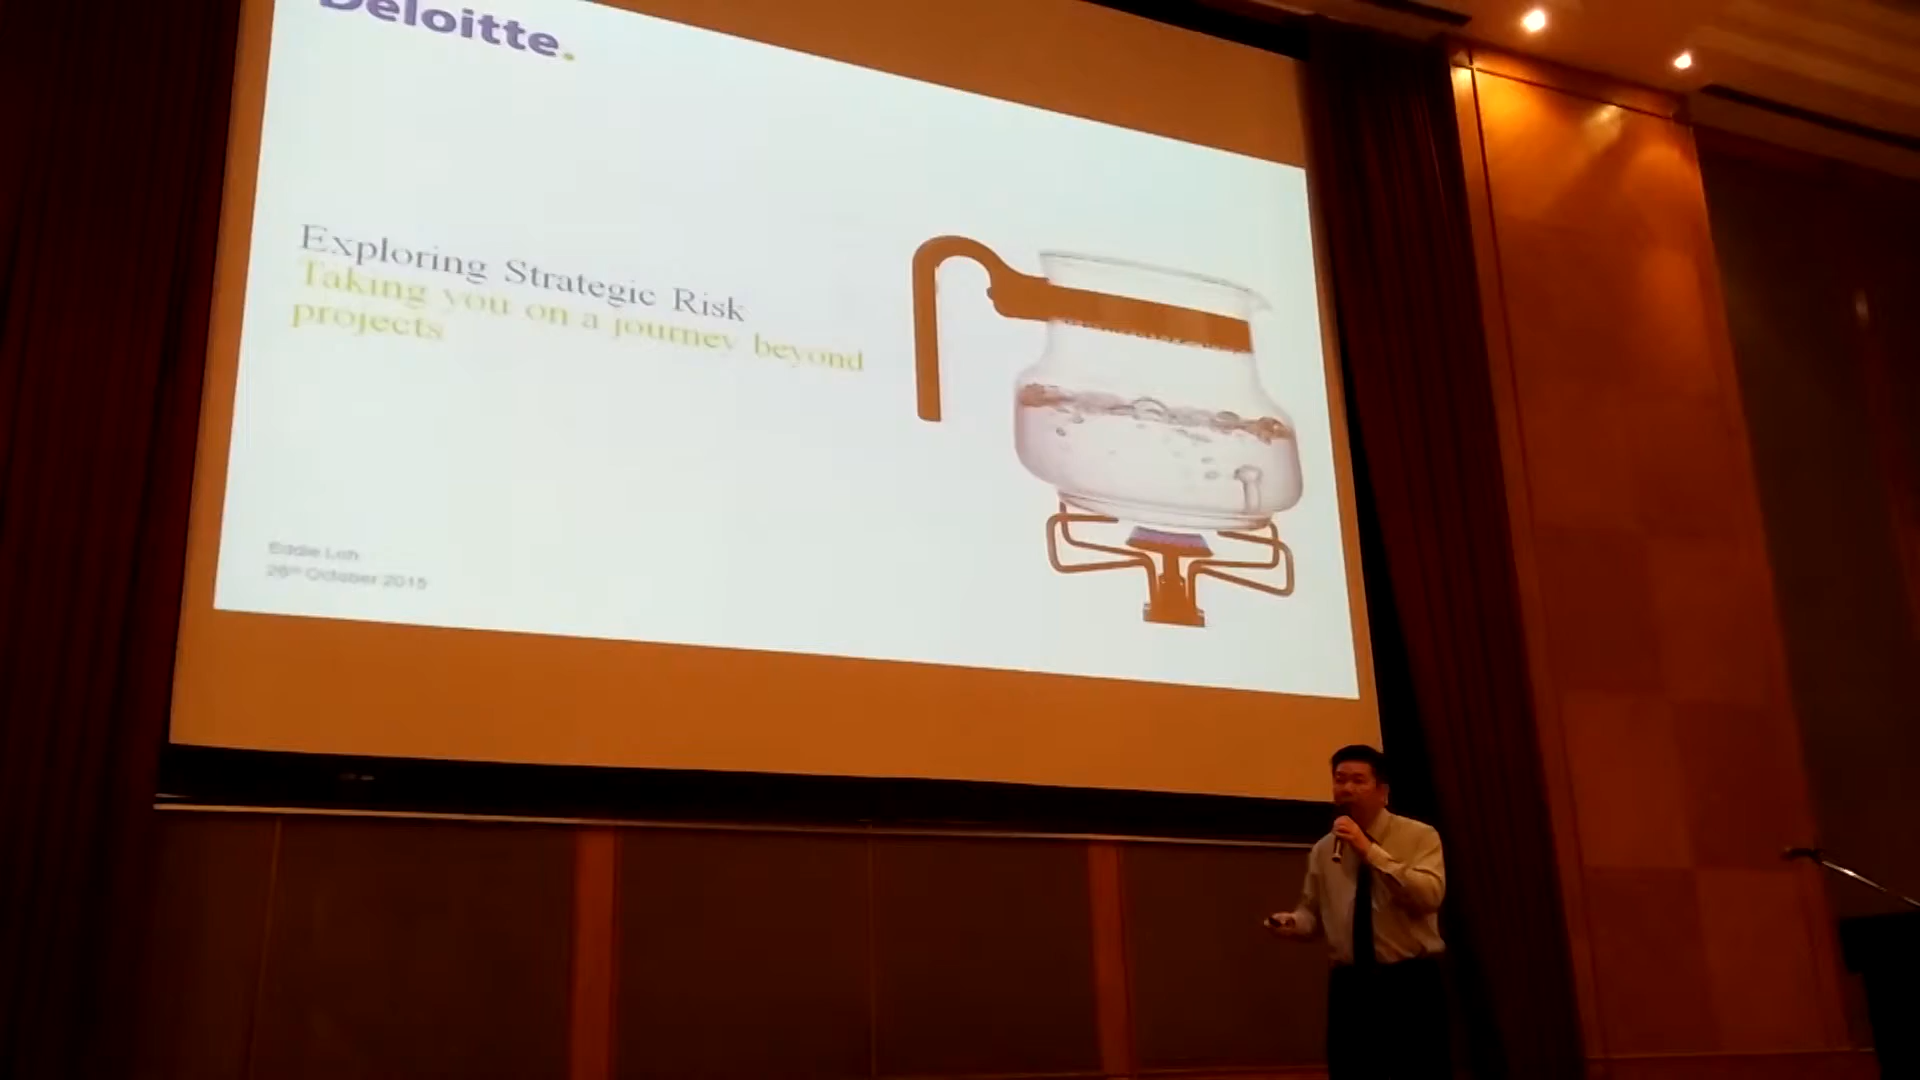 Deloitte.
Exploring Strategic Risk
Taking you on a journey beyond
projects
Eddie Loh
26th October 2015